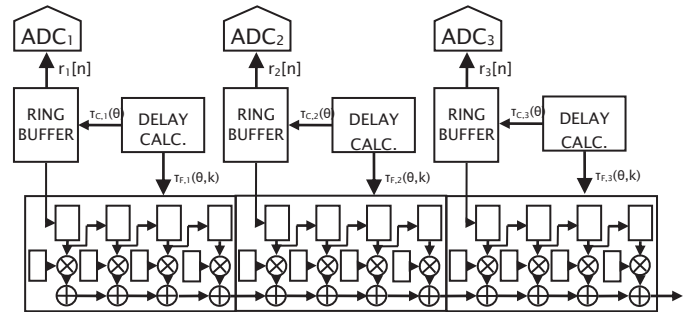 ADC1 ADC2 ADC3
r1[n] r2[n] r3[n]
RING BUFFER τC,1(θ) DELAY CALC. RING BUFFER τC,2(θ) DELAY CALC. RING BUFFER τC,3(θ) DELAY CALC.
τF,1(θ,k) τF,2(θ,k) τF,3(θ,k)